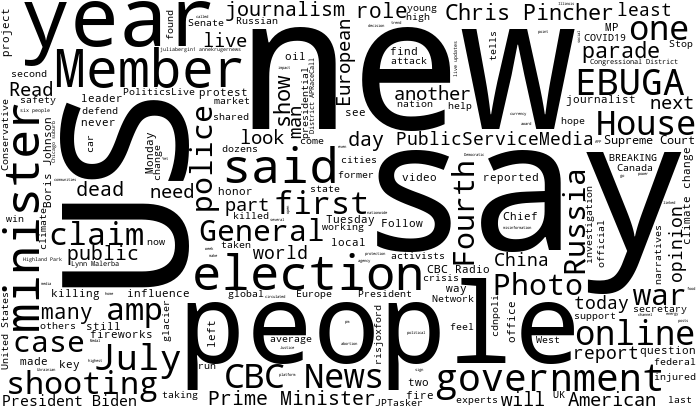 year
new
journalism
role
young
high
Chris Pincher
least
project
found
Senate
Russian
live
European
MP
COVID19
one
Stop
Member
oil
find
attack
tells
parade
Congressional District
second
Read
PoliticsLive
protest
show
man
presidential
another
EBUGA
safety
leader
market
nation
help
journalist
next
six people
defend
shared
come
see
hope
House
Conservative
never
police
look
day
PublicServiceMedia
Supreme Court
Boris Johnson
car
Monday
change
dozens
cities
BREAKING
Canada
US
said
former
say
video
reported
minister
dead
need
honor
state
climate change
win
part
first
Chief
Fourth
Russia
investigation
official
opinion
climate
killed
Tuesday
Follow
claim
now
General
working
narratives
public
taken
local
activists
China
Highland Park
Lynn Malerba
world
CBC Radio
election
crisis
Photo
war
killing
influence
global
Europe
President
way
Network
today
secretary
United States
many
amp
people
cdnpoli
office
support
online
others
still
glacier
left
risjoxford
feel
fireworks
average
West
case
July
report
question
made
key
run
federal
shooting
CBC News
two
government
injured
President Biden
taking
Prime Minister
JPTasker
fire
experts
will
UK
American
last